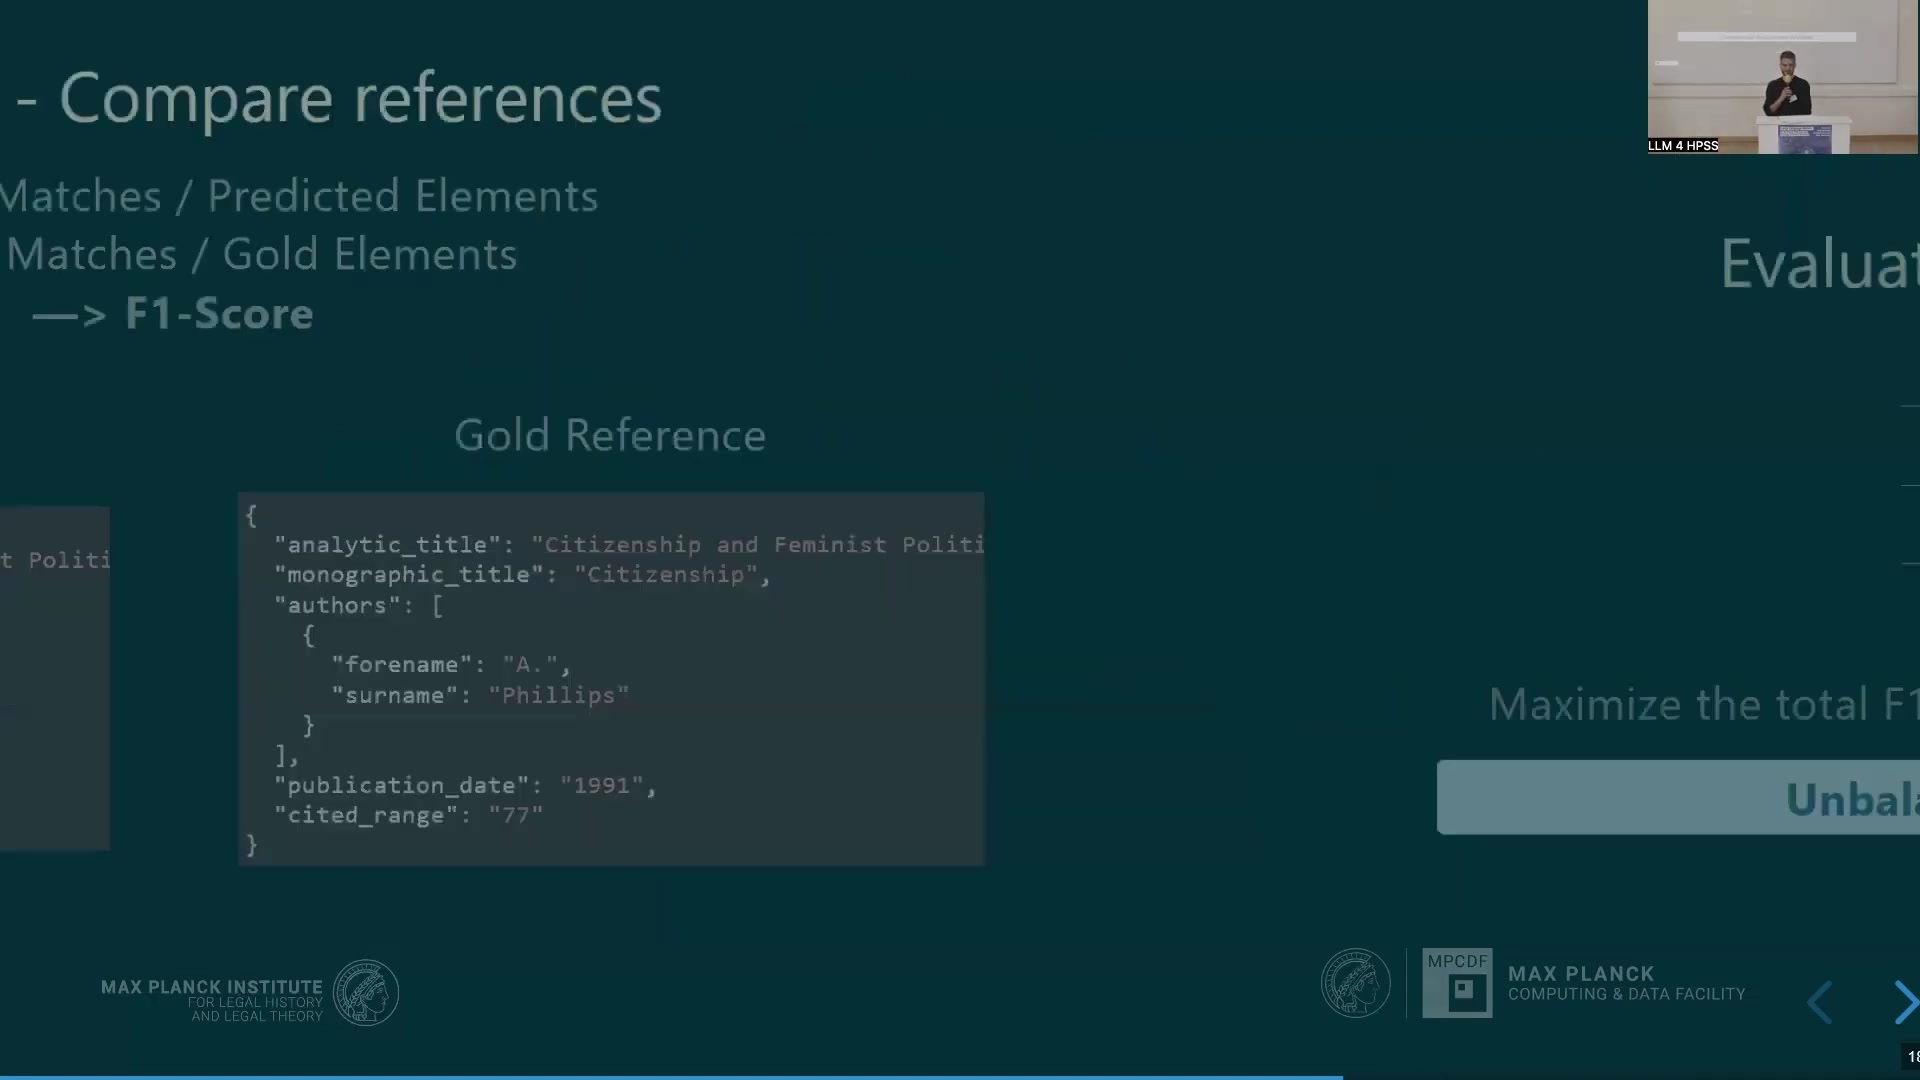 - Compare references
LLM 4 HPSS
Matches / Predicted Elements
Matches / Gold Elements
—> F1-Score
Evaluat
Gold Reference
{
"analytic_title": "Citizenship and Feminist Politi
"monographic_title": "Citizenship",
"authors": [
{
"forename": "A.",
"surname": "Phillips"
}
],
"publication_date": "1991",
"cited_range": "77"
}
t Politi
Maximize the total F1
Unbala
MAX PLANCK INSTITUTE
FOR LEGAL HISTORY
AND LEGAL THEORY
MPCDF
MAX PLANCK
COMPUTING & DATA FACILITY
18